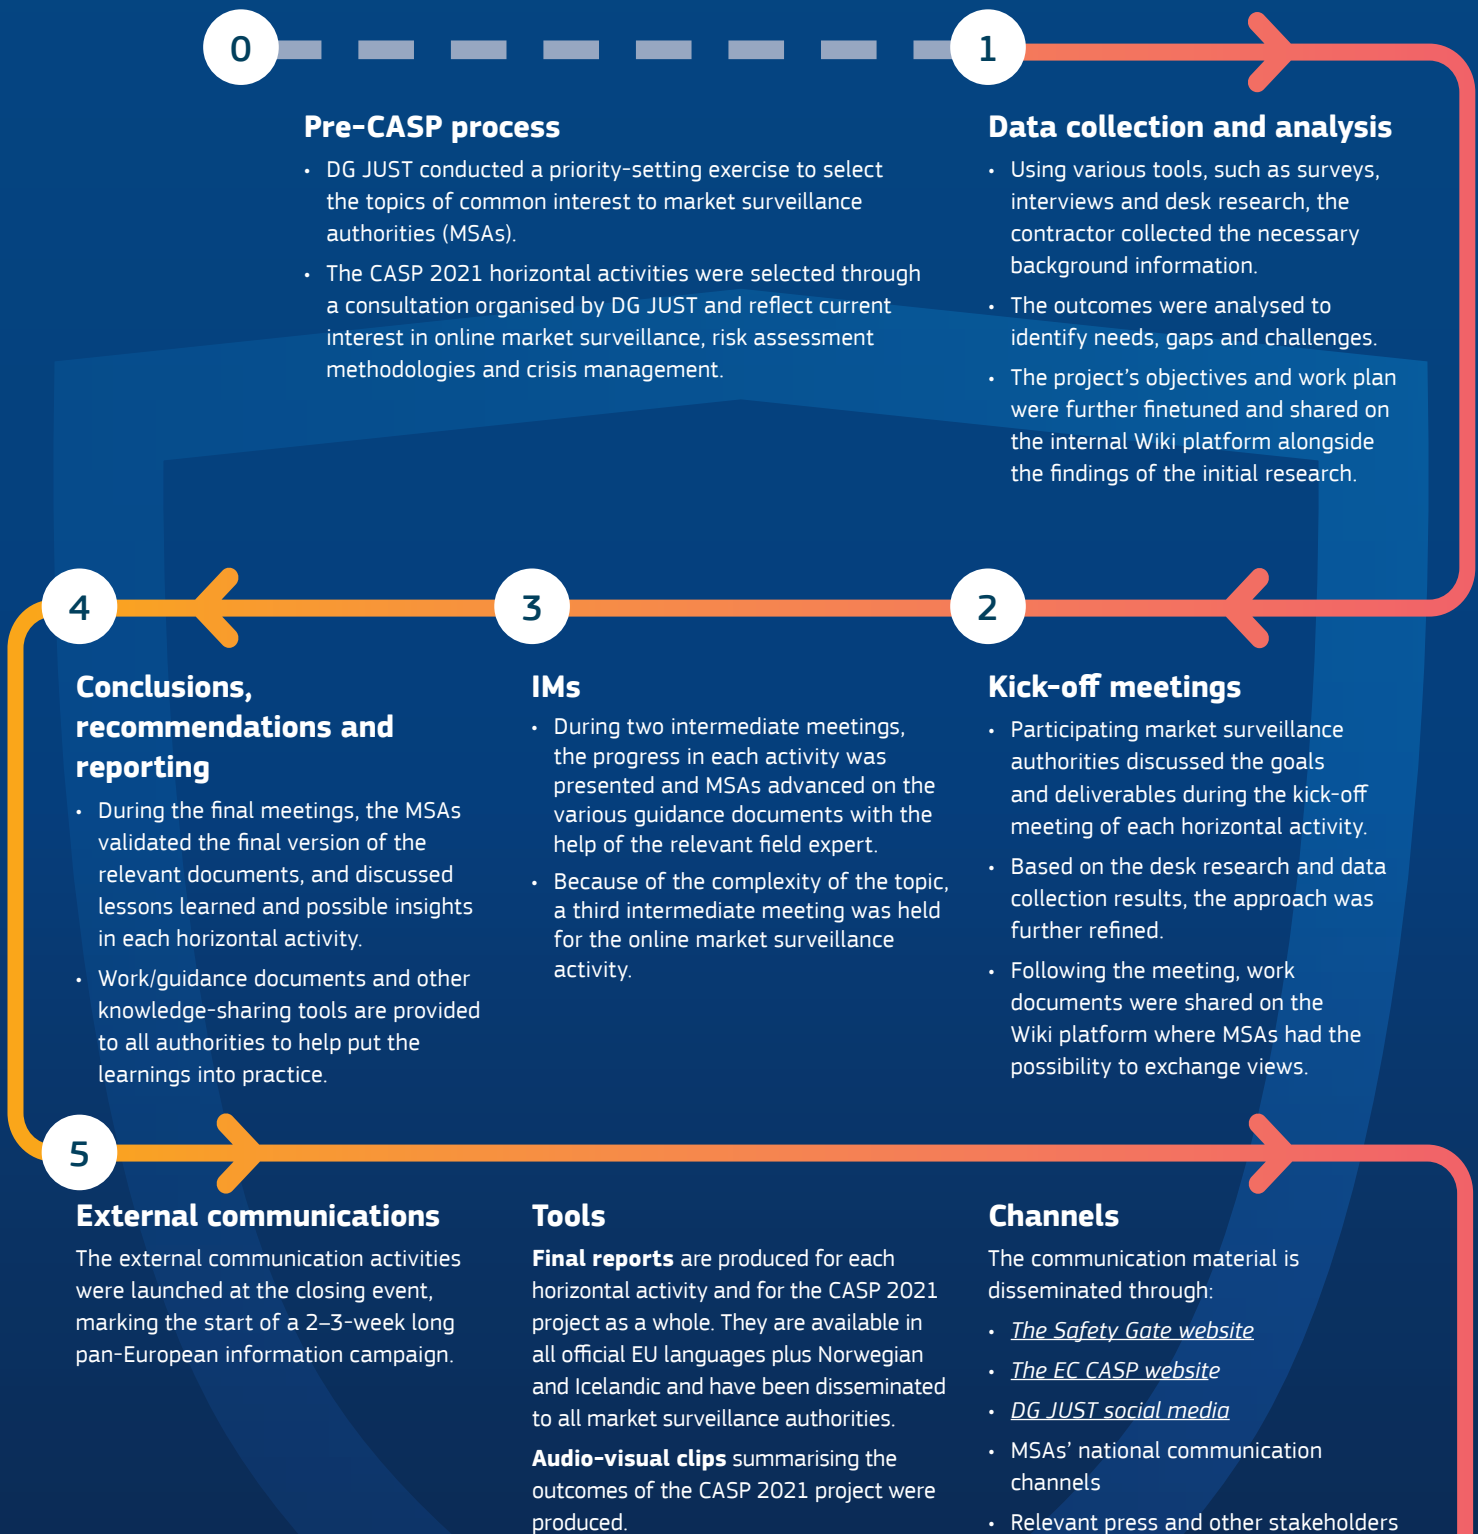 0
1
Pre-CASP process
• DG JUST conducted a priority-setting exercise to select
the topics of common interest to market surveillance
authorities (MSAs).
• The CASP 2021 horizontal activities were selected through
a consultation organised by DG JUST and reflect current
interest in online market surveillance, risk assessment
methodologies and crisis management.
Data collection and analysis
• Using various tools, such as surveys,
interviews and desk research, the
contractor collected the necessary
background information.
• The outcomes were analysed to
identify needs, gaps and challenges.
• The project's objectives and work plan
were further finetuned and shared on
the internal Wiki platform alongside
the findings of the initial research.
2
Kick-off meetings
• Participating market surveillance
authorities discussed the goals
and deliverables during the kick-off
meeting of each horizontal activity.
• Based on the desk research and data
collection results, the approach was
further refined.
• Following the meeting, work
documents were shared on the
Wiki platform where MSAs had the
possibility to exchange views.
3
IMs
• During two intermediate meetings,
the progress in each activity was
presented and MSAs advanced on the
various guidance documents with the
help of the relevant field expert.
• Because of the complexity of the topic,
a third intermediate meeting was held
for the online market surveillance
activity.
4
Conclusions,
recommendations and
reporting
• During the final meetings, the MSAs
validated the final version of the
relevant documents, and discussed
lessons learned and possible insights
in each horizontal activity.
• Work/guidance documents and other
knowledge-sharing tools are provided
to all authorities to help put the
learnings into practice.
5
External communications
The external communication activities
were launched at the closing event,
marking the start of a 2–3-week long
pan-European information campaign.
Tools
Final reports are produced for each
horizontal activity and for the CASP 2021
project as a whole. They are available in
all official EU languages plus Norwegian
and Icelandic and have been disseminated
to all market surveillance authorities.
Audio-visual clips summarising the
outcomes of the CASP 2021 project were
produced.
Channels
The communication material is
disseminated through:
• The Safety Gate website
• The EC CASP website
• DG JUST social media
• MSAs' national communication
channels
• Relevant press and other stakeholders